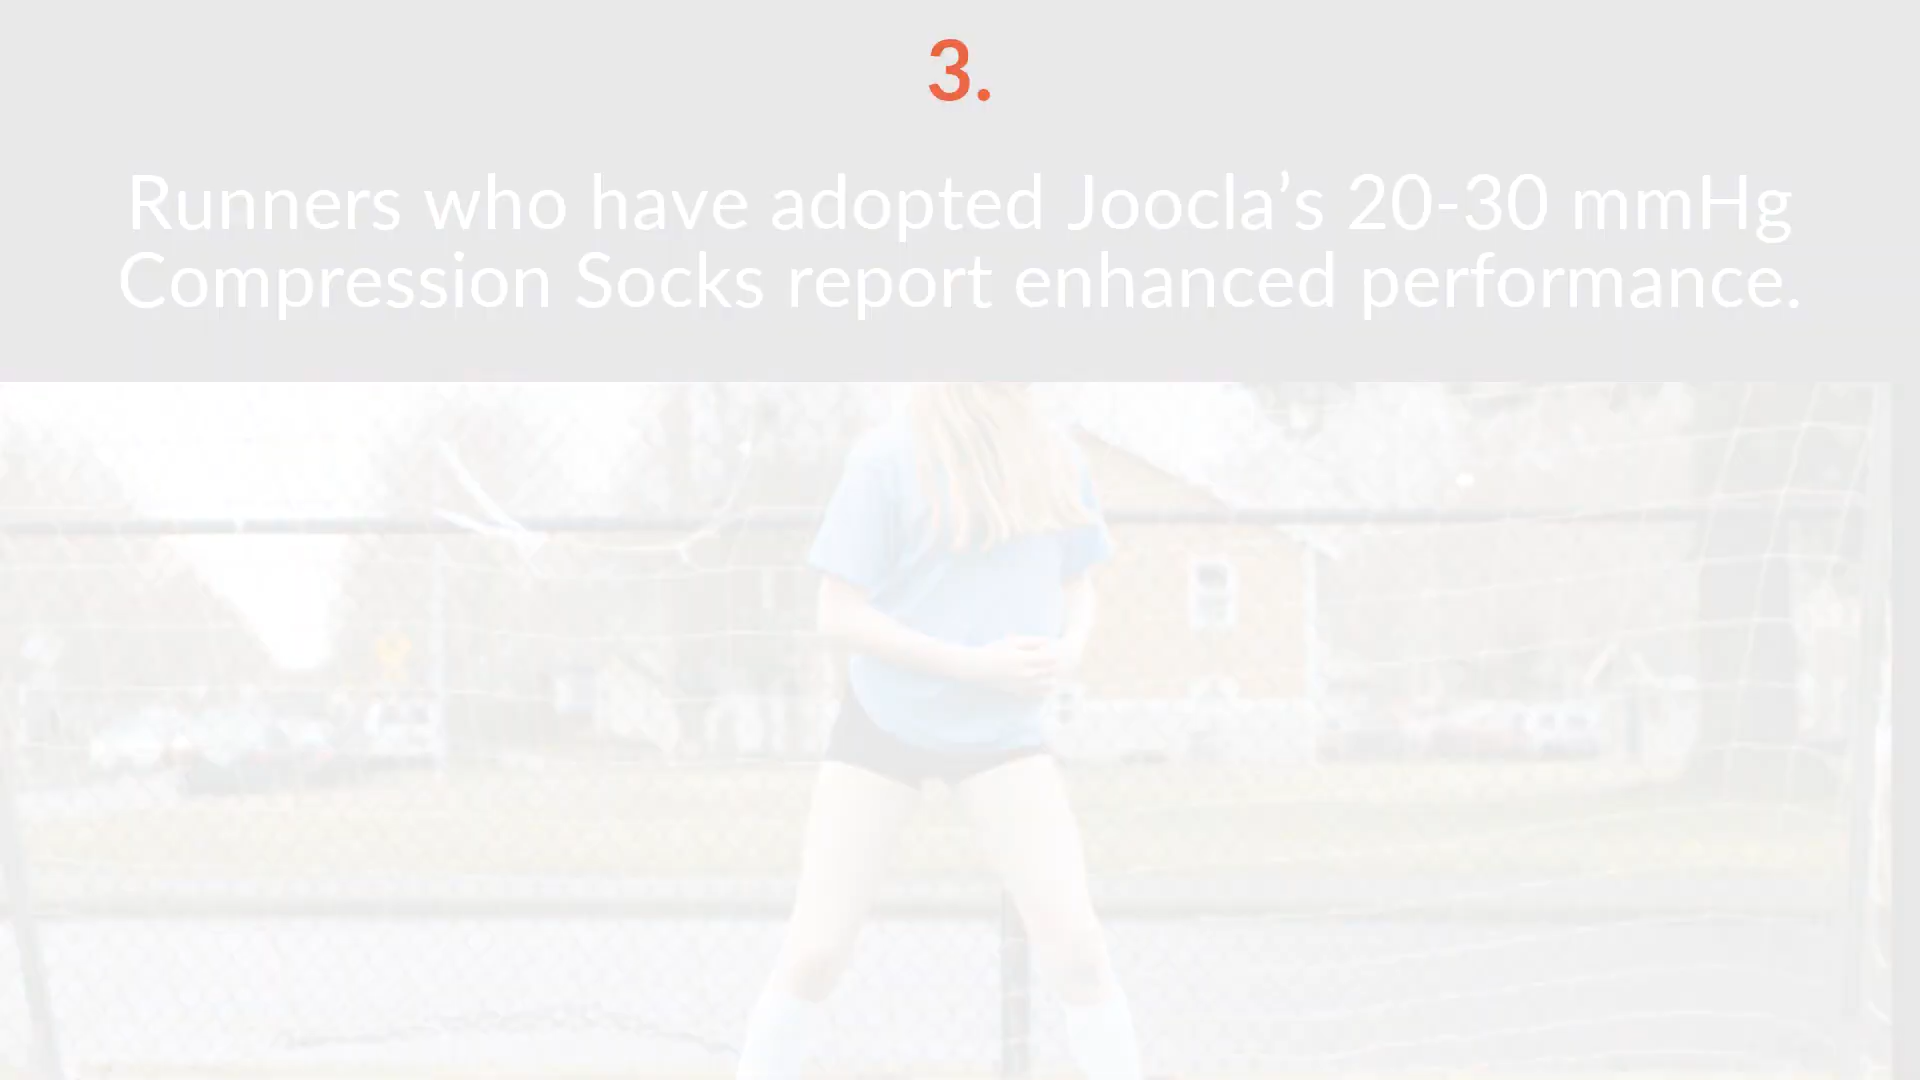 3.
Runners who have adopted Joocla’s 20-30 mmHg
Compression Socks report enhanced performance.